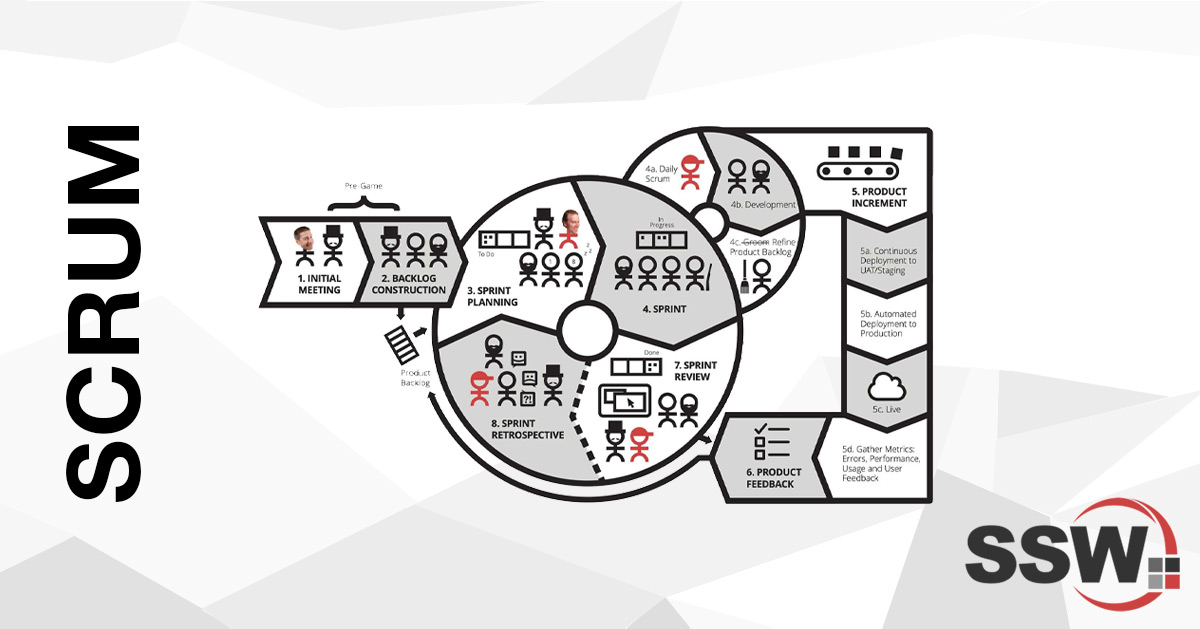 SCRUM
Pre-Game
1. INITIAL
MEETING
2. BACKLOG
CONSTRUCTION
Product
Backlog
To Do
z
z
z z
3. SPRINT
PLANNING
In
Progress
4. SPRINT
4a. Daily
Scrum
4b. Development
4c. Groom Refine
Product Backlog
5. PRODUCT
INCREMENT
5a. Continuous
Deployment to
UAT/Staging
5b. Automated
Deployment to
Production
5c. Live
5d. Gather Metrics:
Errors, Performance,
Usage and User
Feedback
6. PRODUCT
FEEDBACK
Done
7. SPRINT
REVIEW
?!
8. SPRINT
RETROSPECTIVE
SSW